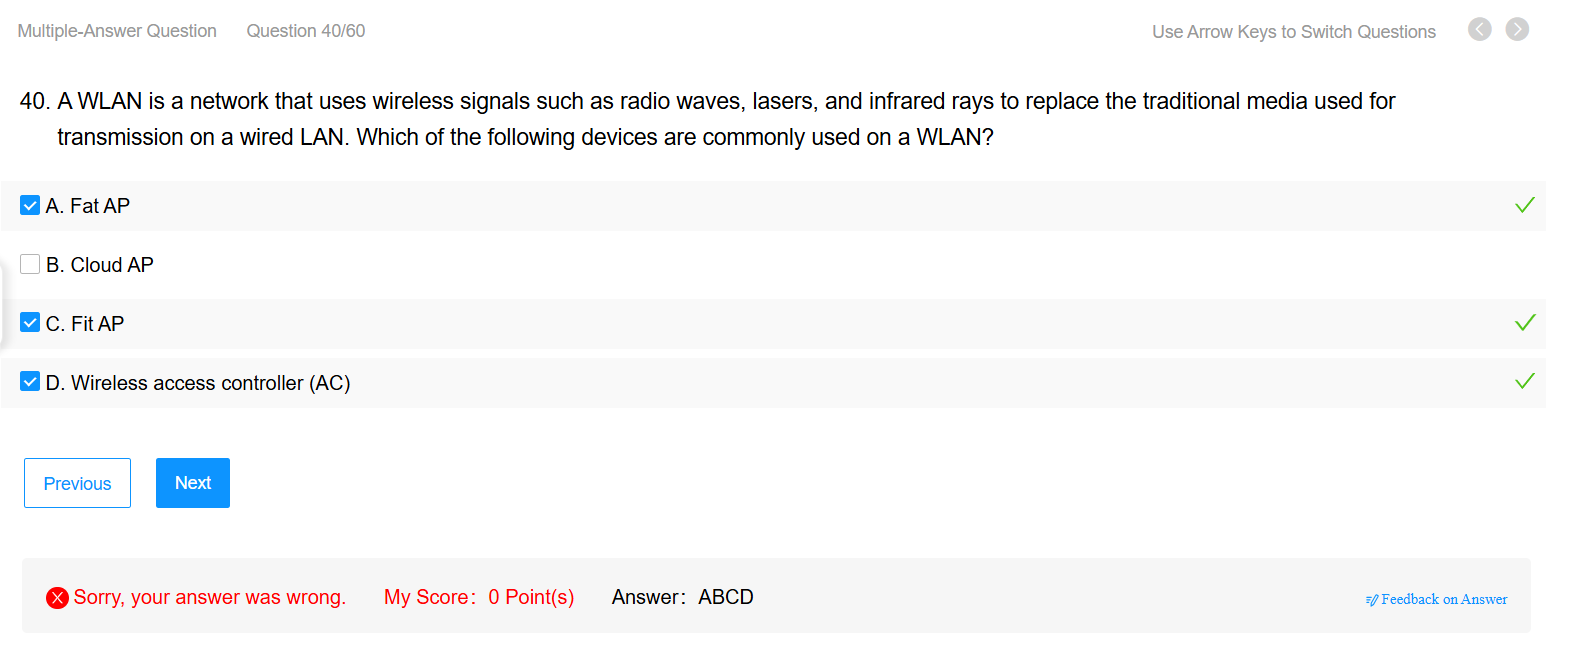 Multiple-Answer Question Question 40/60 Use Arrow Keys to Switch Questions
40. A WLAN is a network that uses wireless signals such as radio waves, lasers, and infrared rays to replace the traditional media used for
transmission on a wired LAN. Which of the following devices are commonly used on a WLAN?
A. Fat AP
B. Cloud AP
C. Fit AP
D. Wireless access controller (AC)
Previous Next
Sorry, your answer was wrong. My Score: 0 Point(s) Answer: ABCD Feedback on Answer